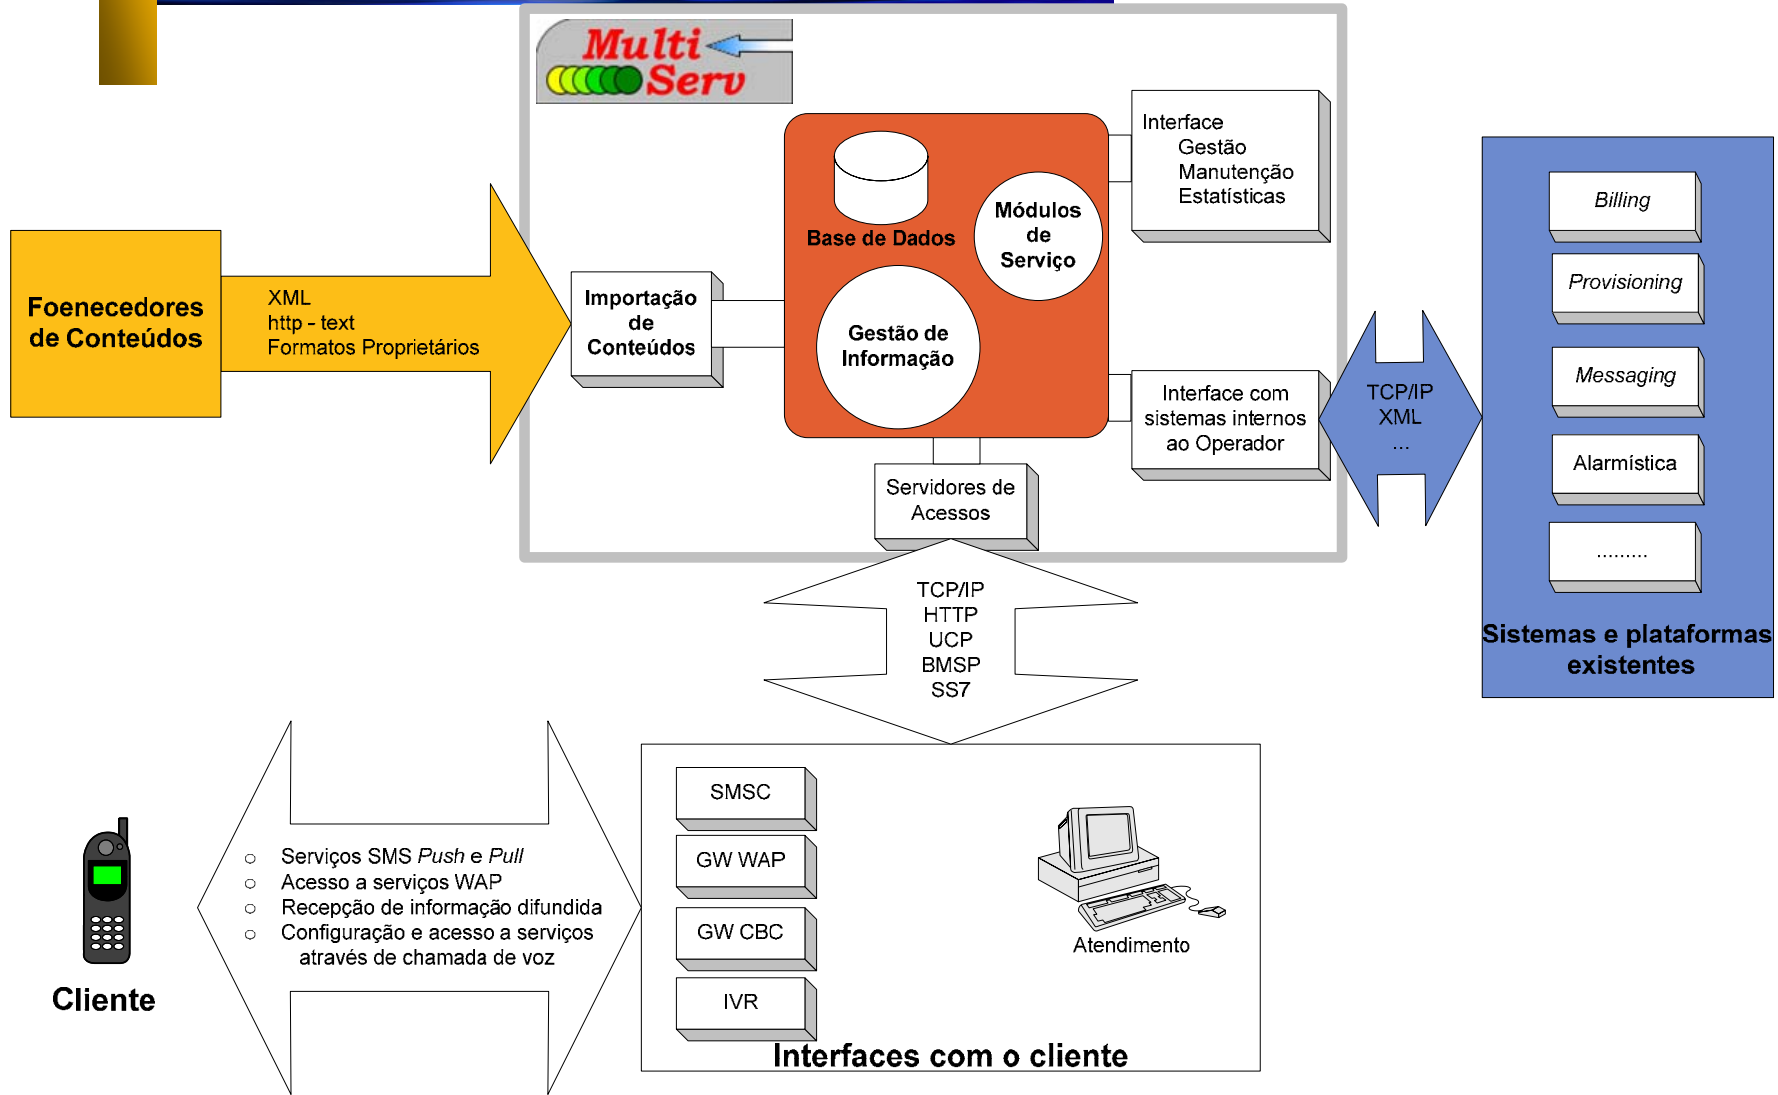 Multi
Serv
Interface
Gestão
Manutenção
Estatísticas
Base de Dados
Módulos
de
Serviço
Gestão de
Informação
Importação
de
Conteúdos
Foenecedores
de Conteúdos
XML
http - text
Formatos Proprietários
Interface com
sistemas internos
ao Operador
Servidores de
Acessos
TCP/IP
XML
...
Billing
Provisioning
Messaging
Alarmística
.........
Sistemas e plataformas
existentes
TCP/IP
HTTP
UCP
BMSP
SS7
Cliente
Serviços SMS Push e Pull
Acesso a serviços WAP
Recepção de informação difundida
Configuração e acesso a serviços
através de chamada de voz
SMSC
GW WAP
GW CBC
IVR
Atendimento
Interfaces com o cliente